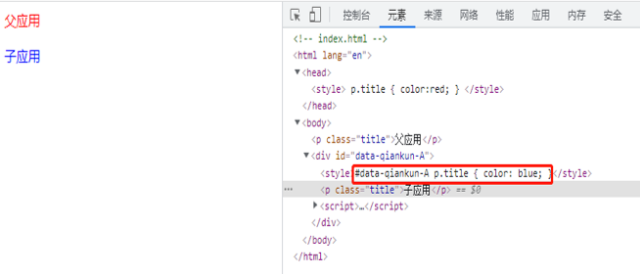 父应用
子应用
控制台 元素 来源 网络 性能 应用 内存 安全
<!-- index.html -->
<html lang="en">
▼<head>
<style> p.title { color:red; } </style>
</head>
▼<body>
<p class="title">父应用</p>
▼<div id="data-qiankun-A">
<style>#data-qiankun-A p.title { color: blue; }</style>
<p class="title">子应用</p> == $0
▶<script>…</script>
</div>
</body>
</html>